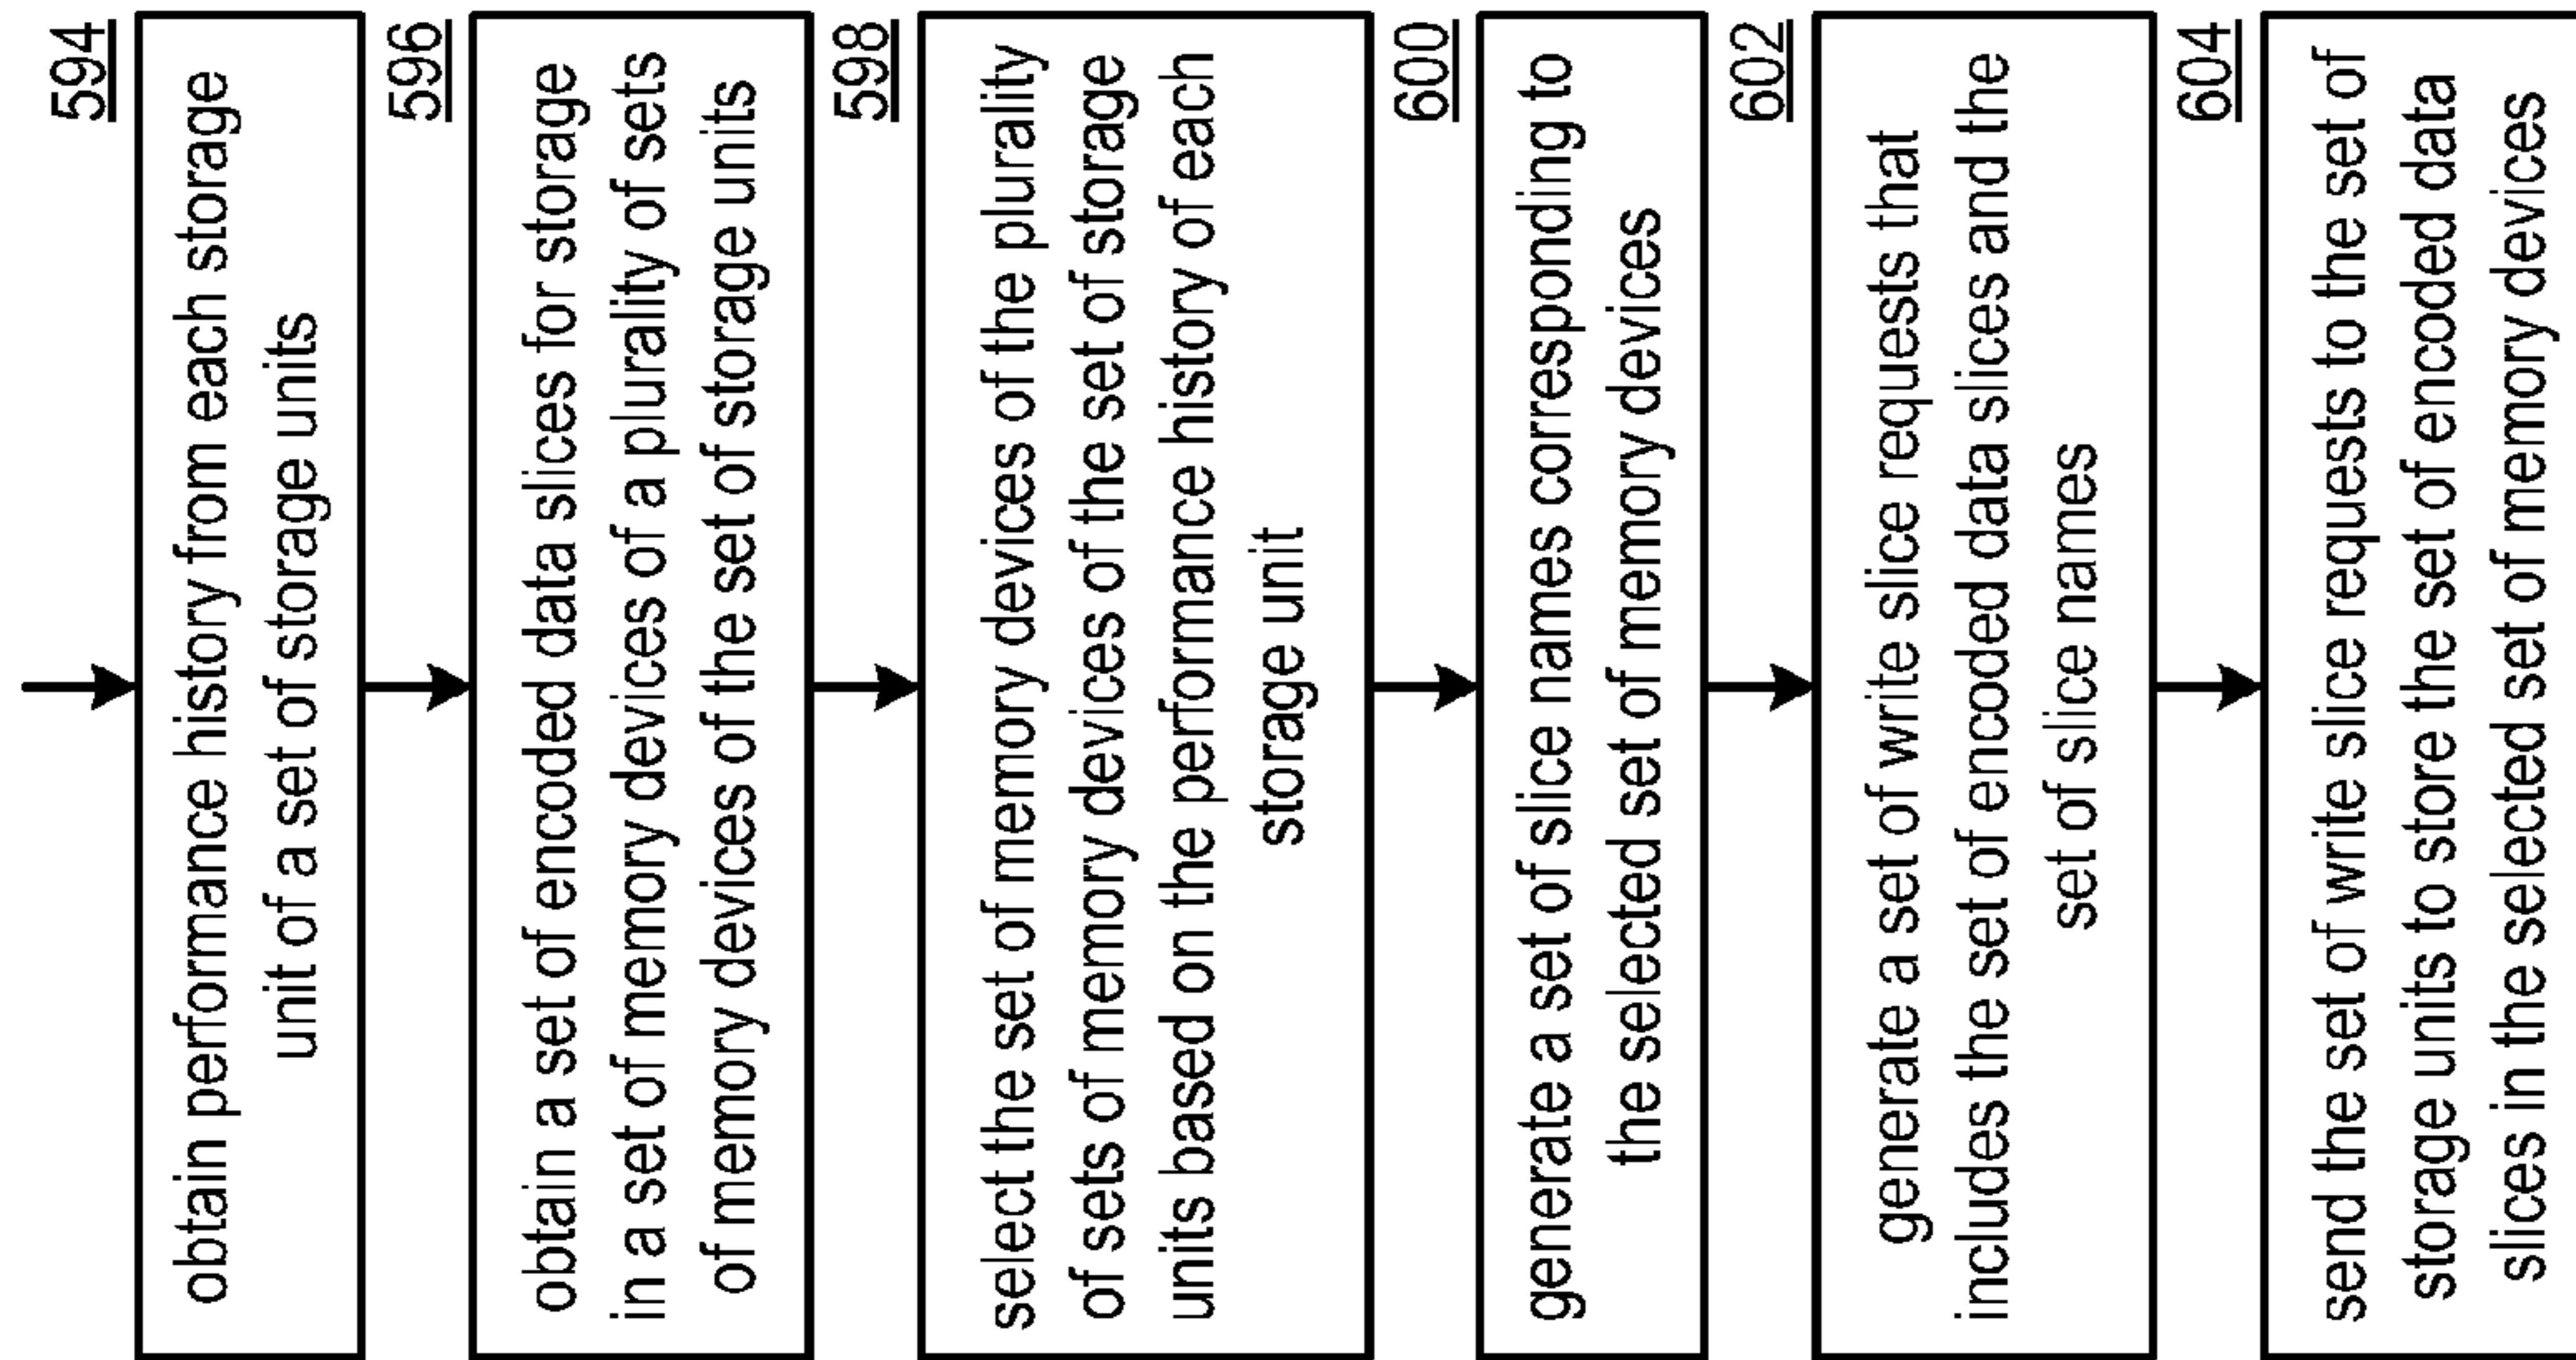 594
obtain performance history from each storage
unit of a set of storage units
596
obtain a set of encoded data slices for storage
in a set of memory devices of a plurality of sets
of memory devices of the set of storage units
598
select the set of memory devices of the plurality
of sets of memory devices of the set of storage
units based on the performance history of each
storage unit
600
generate a set of slice names corresponding to
the selected set of memory devices
602
generate a set of write slice requests that
includes the set of encoded data slices and the
set of slice names
604
send the set of write slice requests to the set of
storage units to store the set of encoded data
slices in the selected set of memory devices